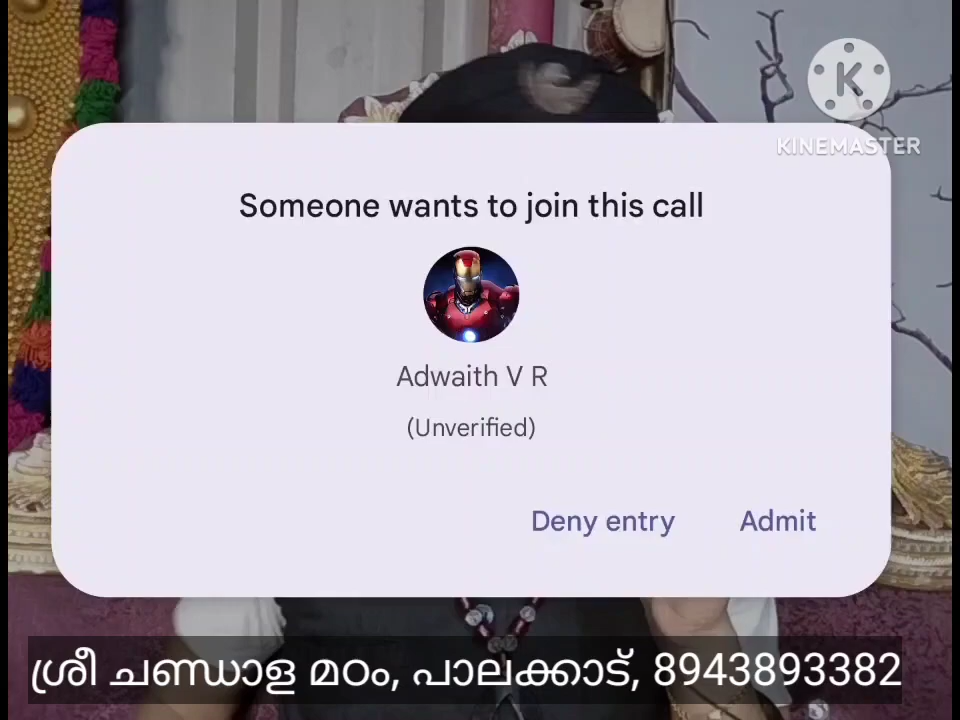 KINEMASTER
Someone wants to join this call
Adwaith V R
(Unverified)
Deny entry Admit
ശ്രീ ചണ്ഡാള മഠം, പാലക്കാട്, 8943893382